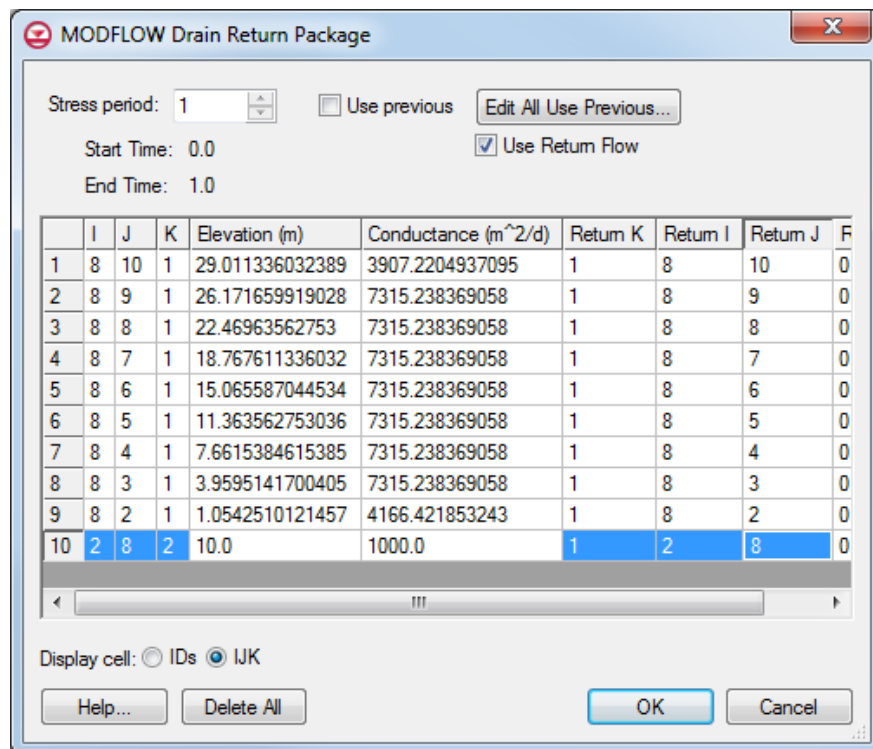 MODFLOW Drain Return Package
Stress period: 1 Use previous Edit All Use Previous...
Start Time: 0.0 Use Return Flow
End Time: 1.0
I J K Elevation (m) Conductance (m^2/d) Return K Return I Return J
1 8 10 1 29.011336032389 3907.2204937095 1 8 10 0
2 8 9 1 26.171659919028 7315.238369058 1 8 9 0
3 8 8 1 22.46963562753 7315.238369058 1 8 8 0
4 8 7 1 18.767611336032 7315.238369058 1 8 7 0
5 8 6 1 15.065587044534 7315.238369058 1 8 6 0
6 8 5 1 11.363562753036 7315.238369058 1 8 5 0
7 8 4 1 7.6615384615385 7315.238369058 1 8 4 0
8 8 3 1 3.9595141700405 7315.238369058 1 8 3 0
9 8 2 1 1.0542510121457 4166.421853243 1 8 2 0
10 2 8 2 10.0 1000.0 1 2 8 0
Display cell: IDs IJK
Help... Delete All OK Cancel